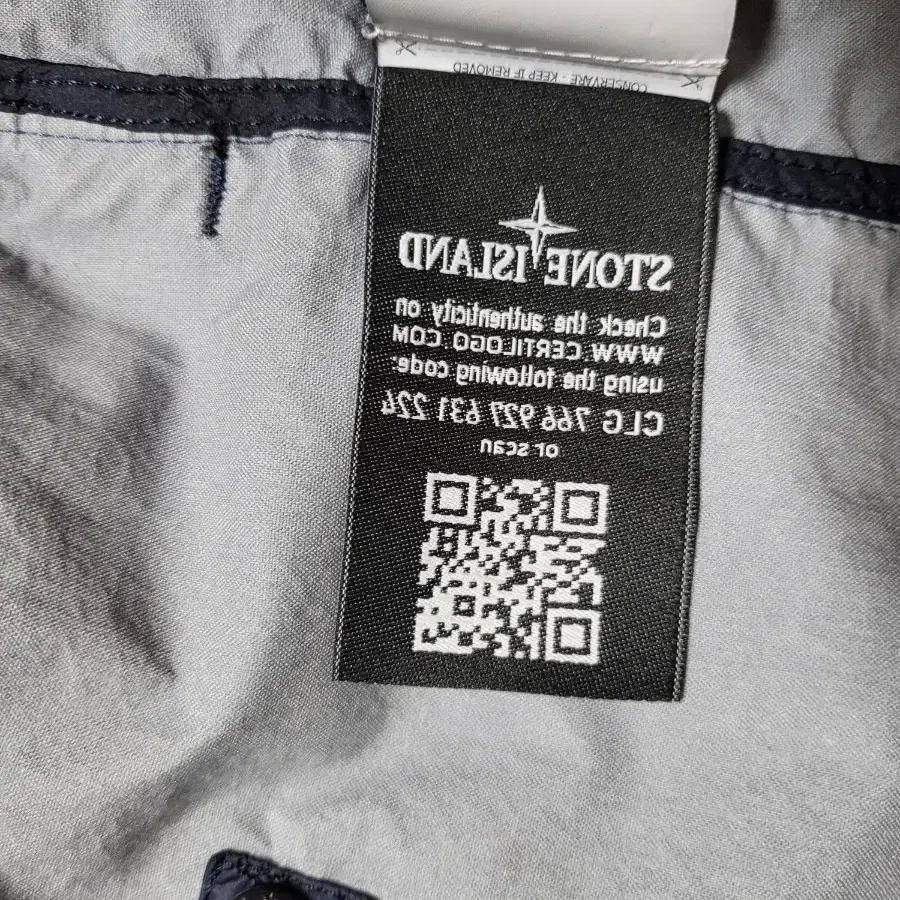 CONSERVARE - KEEP IF REMOVED
STONE ISLAND
Check the authenticity on
WWW.CERTILOGO.COM
using the following code:
CLG 766 927 631 224
or scan